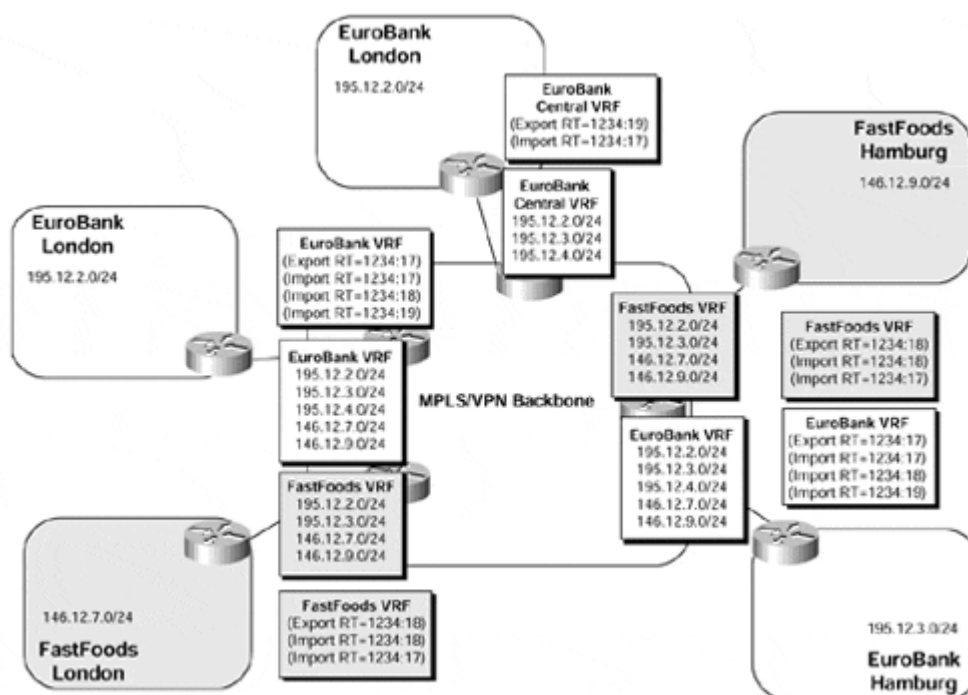 EuroBank
London
195.12.2.0/24
EuroBank
Central VRF
(Export RT=1234:19)
(Import RT=1234:17)
EuroBank
Central VRF
195.12.2.0/24
195.12.3.0/24
195.12.4.0/24
FastFoods
Hamburg
146.12.9.0/24
EuroBank
London
195.12.2.0/24
EuroBank VRF
(Export RT=1234:17)
(Import RT=1234:17)
(Import RT=1234:18)
(Import RT=1234:19)
EuroBank VRF
195.12.2.0/24
195.12.3.0/24
195.12.4.0/24
146.12.7.0/24
146.12.9.0/24
MPLS/VPN Backbone
FastFoods VRF
195.12.2.0/24
195.12.3.0/24
146.12.7.0/24
146.12.9.0/24
FastFoods VRF
(Export RT=1234:18)
(Import RT=1234:18)
(Import RT=1234:17)
EuroBank VRF
195.12.2.0/24
195.12.3.0/24
195.12.4.0/24
146.12.7.0/24
146.12.9.0/24
EuroBank VRF
(Export RT=1234:17)
(Import RT=1234:17)
(Import RT=1234:18)
(Import RT=1234:19)
FastFoods VRF
195.12.2.0/24
195.12.3.0/24
146.12.7.0/24
146.12.9.0/24
FastFoods VRF
(Export RT=1234:18)
(Import RT=1234:18)
(Import RT=1234:17)
146.12.7.0/24
FastFoods
London
195.12.3.0/24
EuroBank
Hamburg